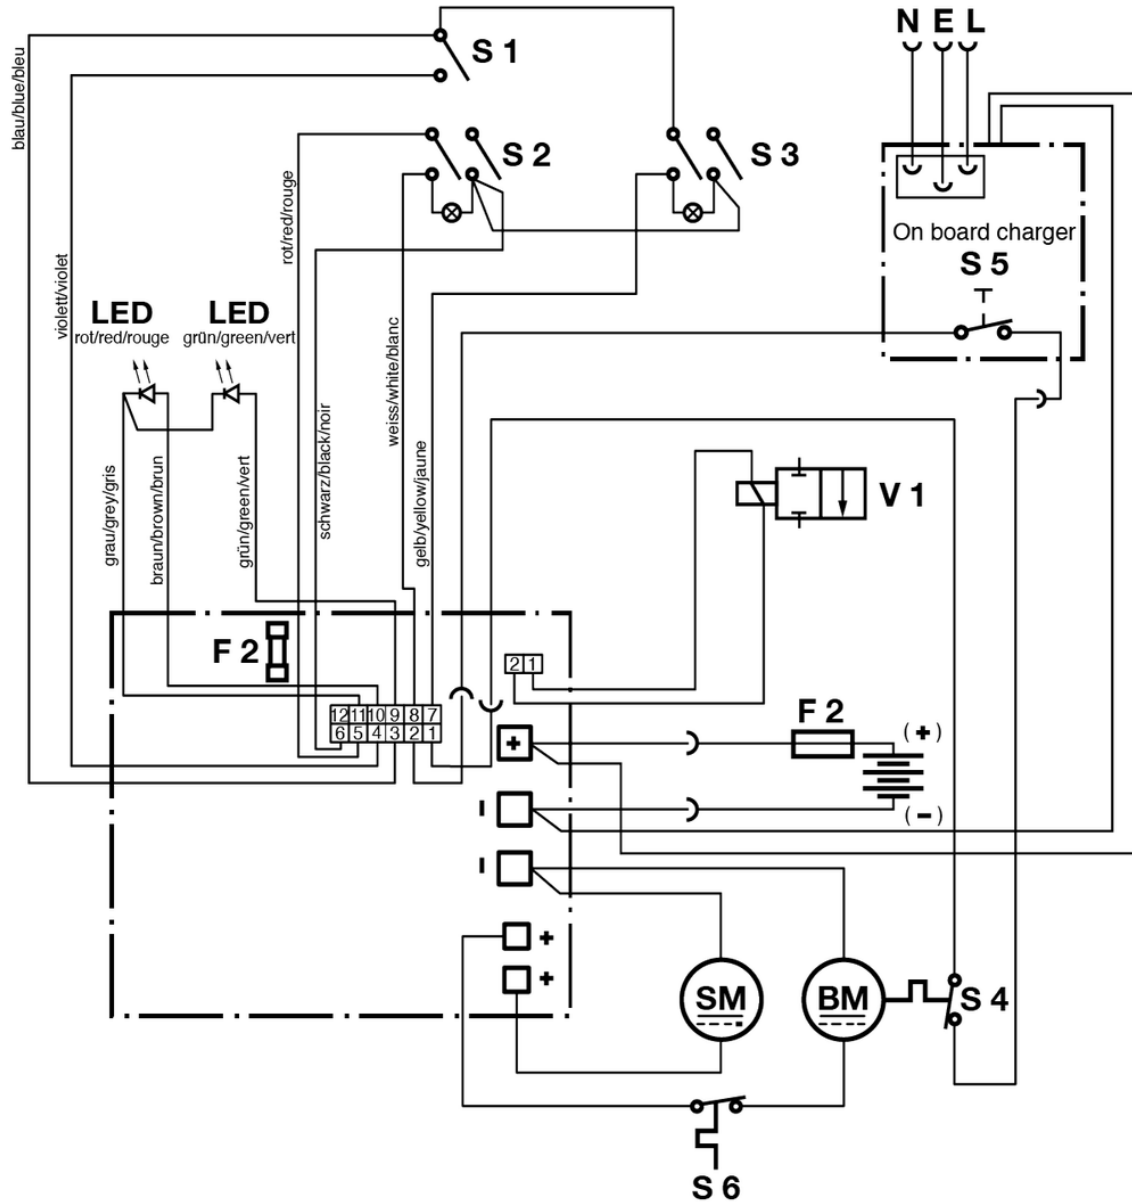 N E L
S 1
blau/blue/bleu
S 2
S 3
rot/red/rouge
On board charger
S 5
violett/violet
LED
rot/red/rouge
LED
grün/green/vert
weiss/white/blanc
schwarz/black/noir
gelb/yellow/jaune
grau/grey/gris
braun/brown/brun
grün/green/vert
V 1
F 2
2 1
12 11 10 9 8 7
6 5 4 3 2 1
F 2
+
(+)
-
(-)
-
+
+
SM
BM
S 4
S 6